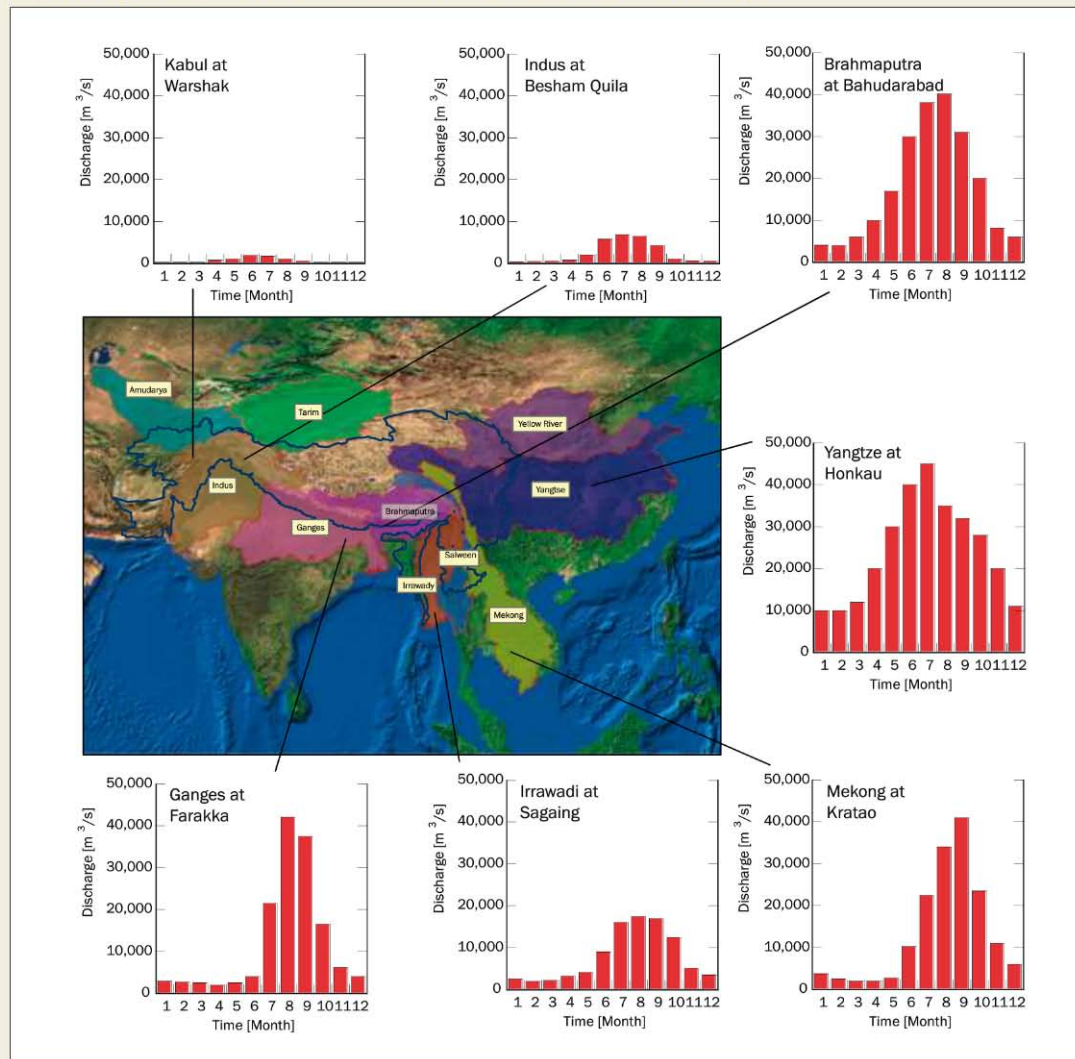 Kabul at
Warshak
Discharge [m³/s]
50,000
40,000
30,000
20,000
10,000
0
1 2 3 4 5 6 7 8 9 10 11 12
Time [Month]
Indus at
Besham Quila
Discharge [m³/s]
50,000
40,000
30,000
20,000
10,000
0
1 2 3 4 5 6 7 8 9 10 11 12
Time [Month]
Brahmaputra
at Bahudarabad
Discharge [m³/s]
50,000
40,000
30,000
20,000
10,000
0
1 2 3 4 5 6 7 8 9 10 11 12
Time [Month]
Amudarya
Tarim
Yellow River
Indus
Yangtse
Brahmaputra
Ganges
Salween
Irrawady
Mekong
Yangtze at
Honkau
Discharge [m³/s]
50,000
40,000
30,000
20,000
10,000
0
1 2 3 4 5 6 7 8 9 10 11 12
Time [Month]
Ganges at
Farakka
Discharge [m³/s]
50,000
40,000
30,000
20,000
10,000
0
1 2 3 4 5 6 7 8 9 10 11 12
Time [Month]
Irrawadi at
Sagaing
Discharge [m³/s]
50,000
40,000
30,000
20,000
10,000
0
1 2 3 4 5 6 7 8 9 10 11 12
Time [Month]
Mekong at
Kratao
Discharge [m³/s]
50,000
40,000
30,000
20,000
10,000
0
1 2 3 4 5 6 7 8 9 10 11 12
Time [Month]